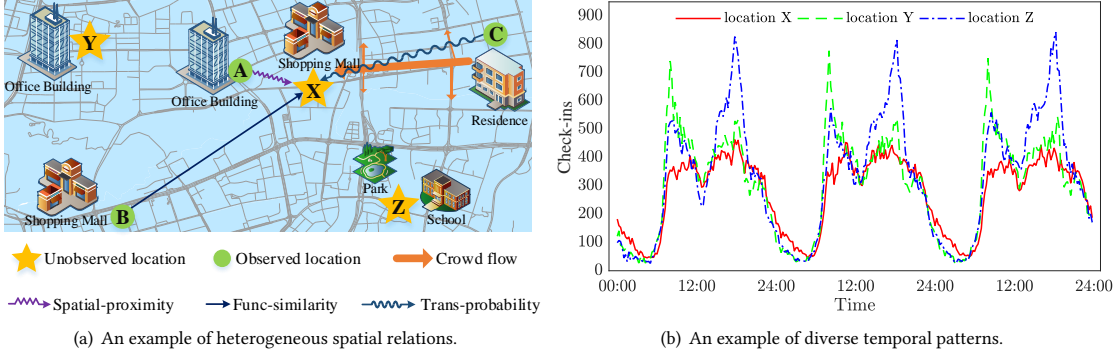 Y
Office Building
A
Office Building
Shopping Mall
X
C
Residence
Shopping Mall
B
Park
Z
School
Unobserved location
Observed location
Crowd flow
Spatial-proximity
Func-similarity
Trans-probability
(a) An example of heterogeneous spatial relations.
location X
location Y
location Z
Check-ins
900
800
700
600
500
400
300
200
100
0
00:00
12:00
24:00
12:00
24:00
12:00
24:00
Time
(b) An example of diverse temporal patterns.